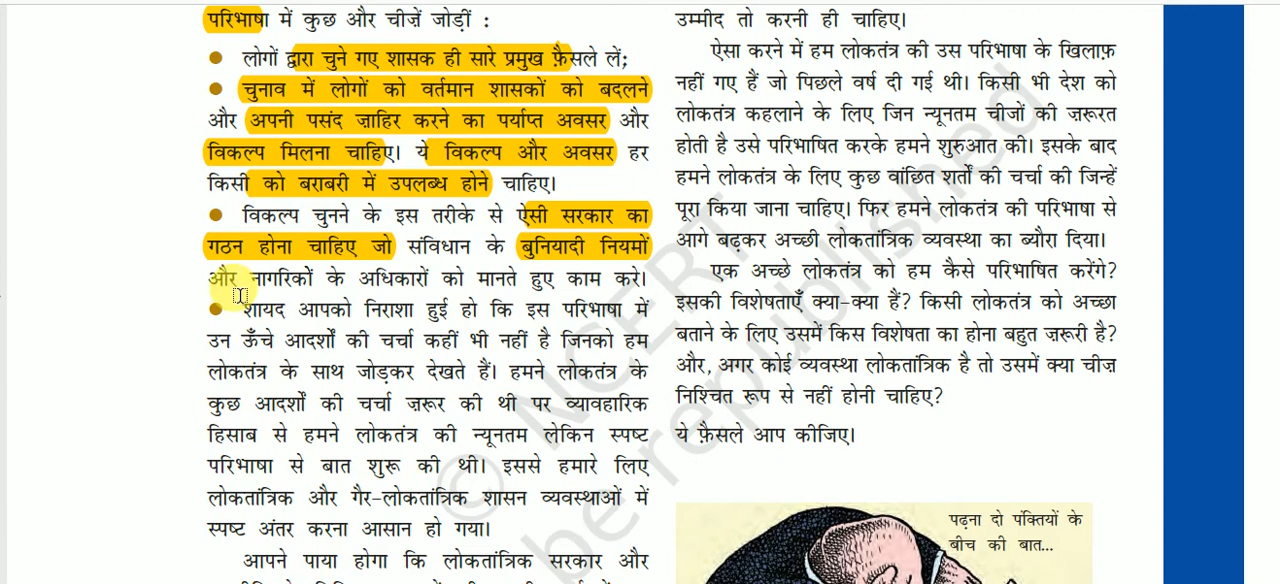 परिभाषा में कुछ और चीज़ें जोड़ीं :
● लोगों द्वारा चुने गए शासक ही सारे प्रमुख फ़ैसले लें;
● चुनाव में लोगों को वर्तमान शासकों को बदलने
और अपनी पसंद ज़ाहिर करने का पर्याप्त अवसर और
विकल्प मिलना चाहिए। ये विकल्प और अवसर हर
किसी को बराबरी में उपलब्ध होने चाहिए।
● विकल्प चुनने के इस तरीके से ऐसी सरकार का
गठन होना चाहिए जो संविधान के बुनियादी नियमों
और नागरिकों के अधिकारों को मानते हुए काम करे।
● शायद आपको निराशा हुई हो कि इस परिभाषा में
उन ऊँचे आदर्शों की चर्चा कहीं भी नहीं है जिनको हम
लोकतंत्र के साथ जोड़कर देखते हैं। हमने लोकतंत्र के
कुछ आदर्शों की चर्चा ज़रूर की थी पर व्यावहारिक
हिसाब से हमने लोकतंत्र की न्यूनतम लेकिन स्पष्ट
परिभाषा से बात शुरू की थी। इससे हमारे लिए
लोकतांत्रिक और गैर-लोकतांत्रिक शासन व्यवस्थाओं में
स्पष्ट अंतर करना आसान हो गया।
आपने पाया होगा कि लोकतांत्रिक सरकार और
उम्मीद तो करनी ही चाहिए।
ऐसा करने में हम लोकतंत्र की उस परिभाषा के खिलाफ़
नहीं गए हैं जो पिछले वर्ष दी गई थी। किसी भी देश को
लोकतंत्र कहलाने के लिए जिन न्यूनतम चीजों की ज़रूरत
होती है उसे परिभाषित करके हमने शुरुआत की। इसके बाद
हमने लोकतंत्र के लिए कुछ वांछित शर्तों की चर्चा की जिन्हें
पूरा किया जाना चाहिए। फिर हमने लोकतंत्र की परिभाषा से
आगे बढ़कर अच्छी लोकतांत्रिक व्यवस्था का ब्यौरा दिया।
एक अच्छे लोकतंत्र को हम कैसे परिभाषित करेंगे?
इसकी विशेषताएँ क्या-क्या हैं? किसी लोकतंत्र को अच्छा
बताने के लिए उसमें किस विशेषता का होना बहुत ज़रूरी है?
और, अगर कोई व्यवस्था लोकतांत्रिक है तो उसमें क्या चीज
निश्चित रूप से नहीं होनी चाहिए?
ये फ़ैसले आप कीजिए।
पढ़ना दो पंक्तियों के
बीच की बात...
© NCERT
be republished